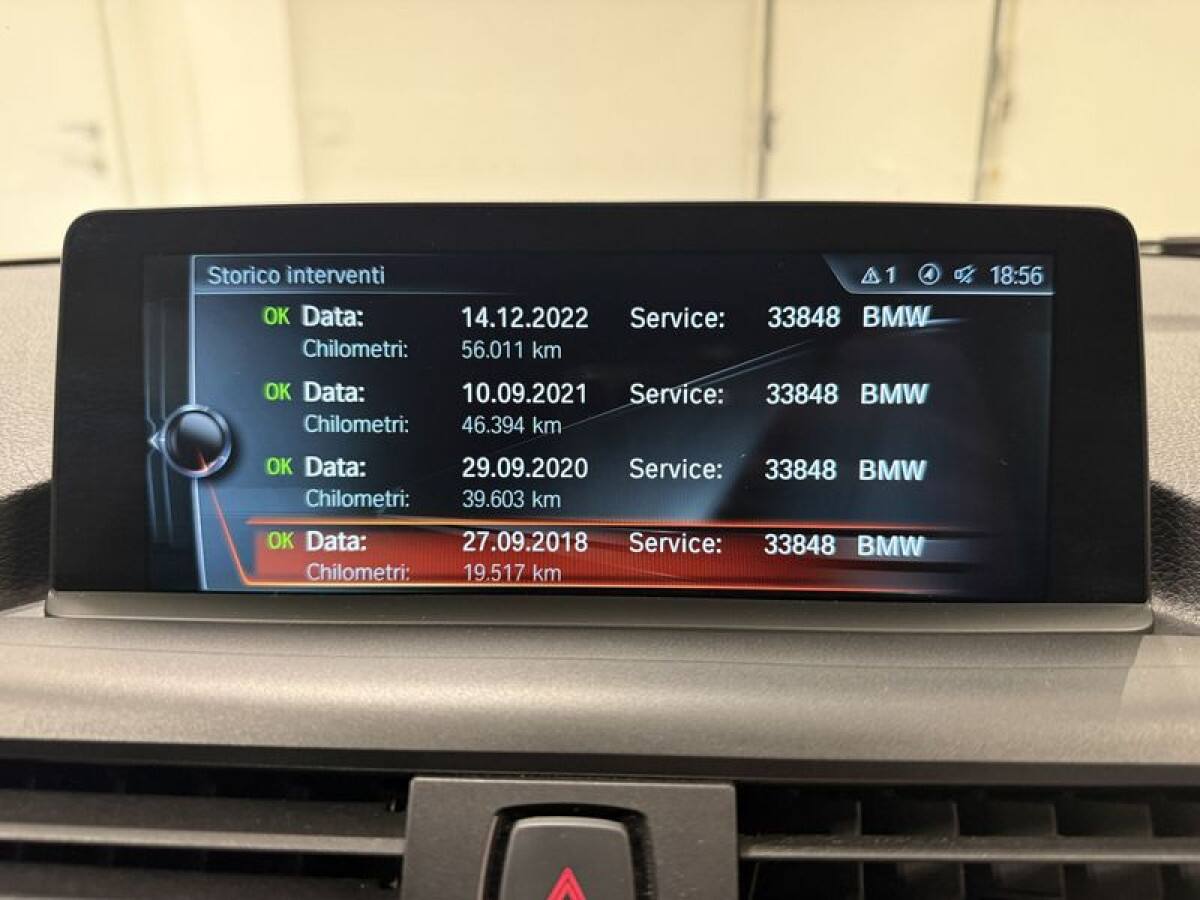 Storico interventi 1 18:56
OK Data: 14.12.2022 Service: 33848 BMW
Chilometri: 56.011 km
OK Data: 10.09.2021 Service: 33848 BMW
Chilometri: 46.394 km
OK Data: 29.09.2020 Service: 33848 BMW
Chilometri: 39.603 km
OK Data: 27.09.2018 Service: 33848 BMW
Chilometri: 19.517 km